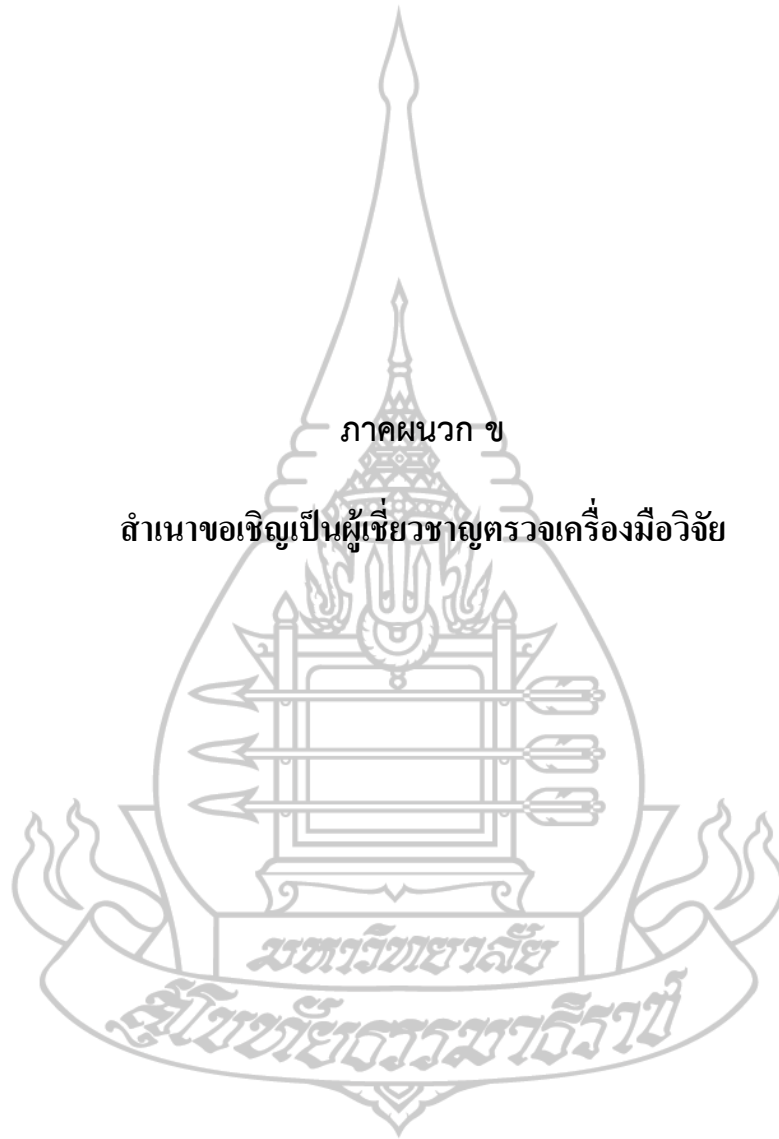 ภาคผนวก ข
สำเนาขอเชิญเป็นผู้เชี่ยวชาญตรวจเครื่องมือวิจัย
มหาวิทยาลัย
สุโขทัยธรรมาธิราช